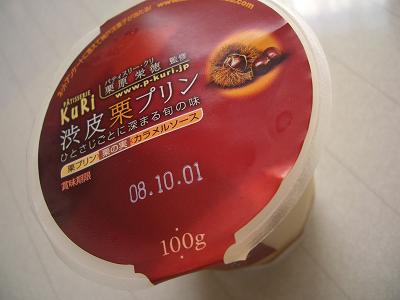 PÂTISSERIE
KuRi
パティスリー・クリ
栗原 栄徳 監修
www.p-kuri.jp
渋皮栗プリン
ひとさじごとに深まる旬の味
栗プリン 栗の実 カラメルソース
賞味期限
08.10.01
100g